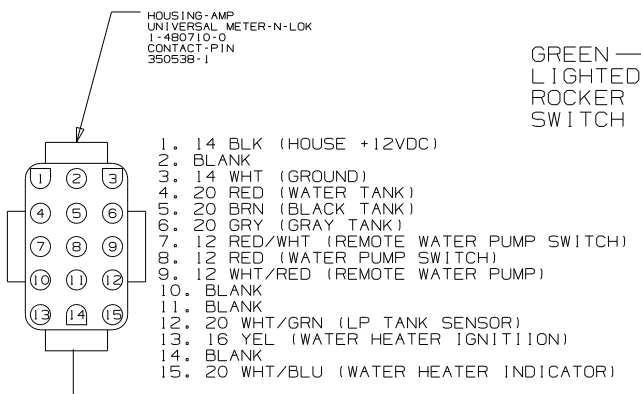 HOUSING-AMP
UNIVERSAL METER-N-LOK
1-480710-0
CONTACT-PIN
350538-1
GREEN
LIGHTED
ROCKER
SWITCH
1. 14 BLK (HOUSE +12VDC)
2. BLANK
3. 14 WHT (GROUND)
4. 20 RED (WATER TANK)
5. 20 BRN (BLACK TANK)
6. 20 GRY (GRAY TANK)
7. 12 RED/WHT (REMOTE WATER PUMP SWITCH)
8. 12 RED (WATER PUMP SWITCH)
9. 12 WHT/RED (REMOTE WATER PUMP)
10. BLANK
11. BLANK
12. 20 WHT/GRN (LP TANK SENSOR)
13. 16 YEL (WATER HEATER IGNITIION)
14. BLANK
15. 20 WHT/BLU (WATER HEATER INDICATOR)
1 2 3
4 5 6
7 8 9
10 11 12
13 14 15